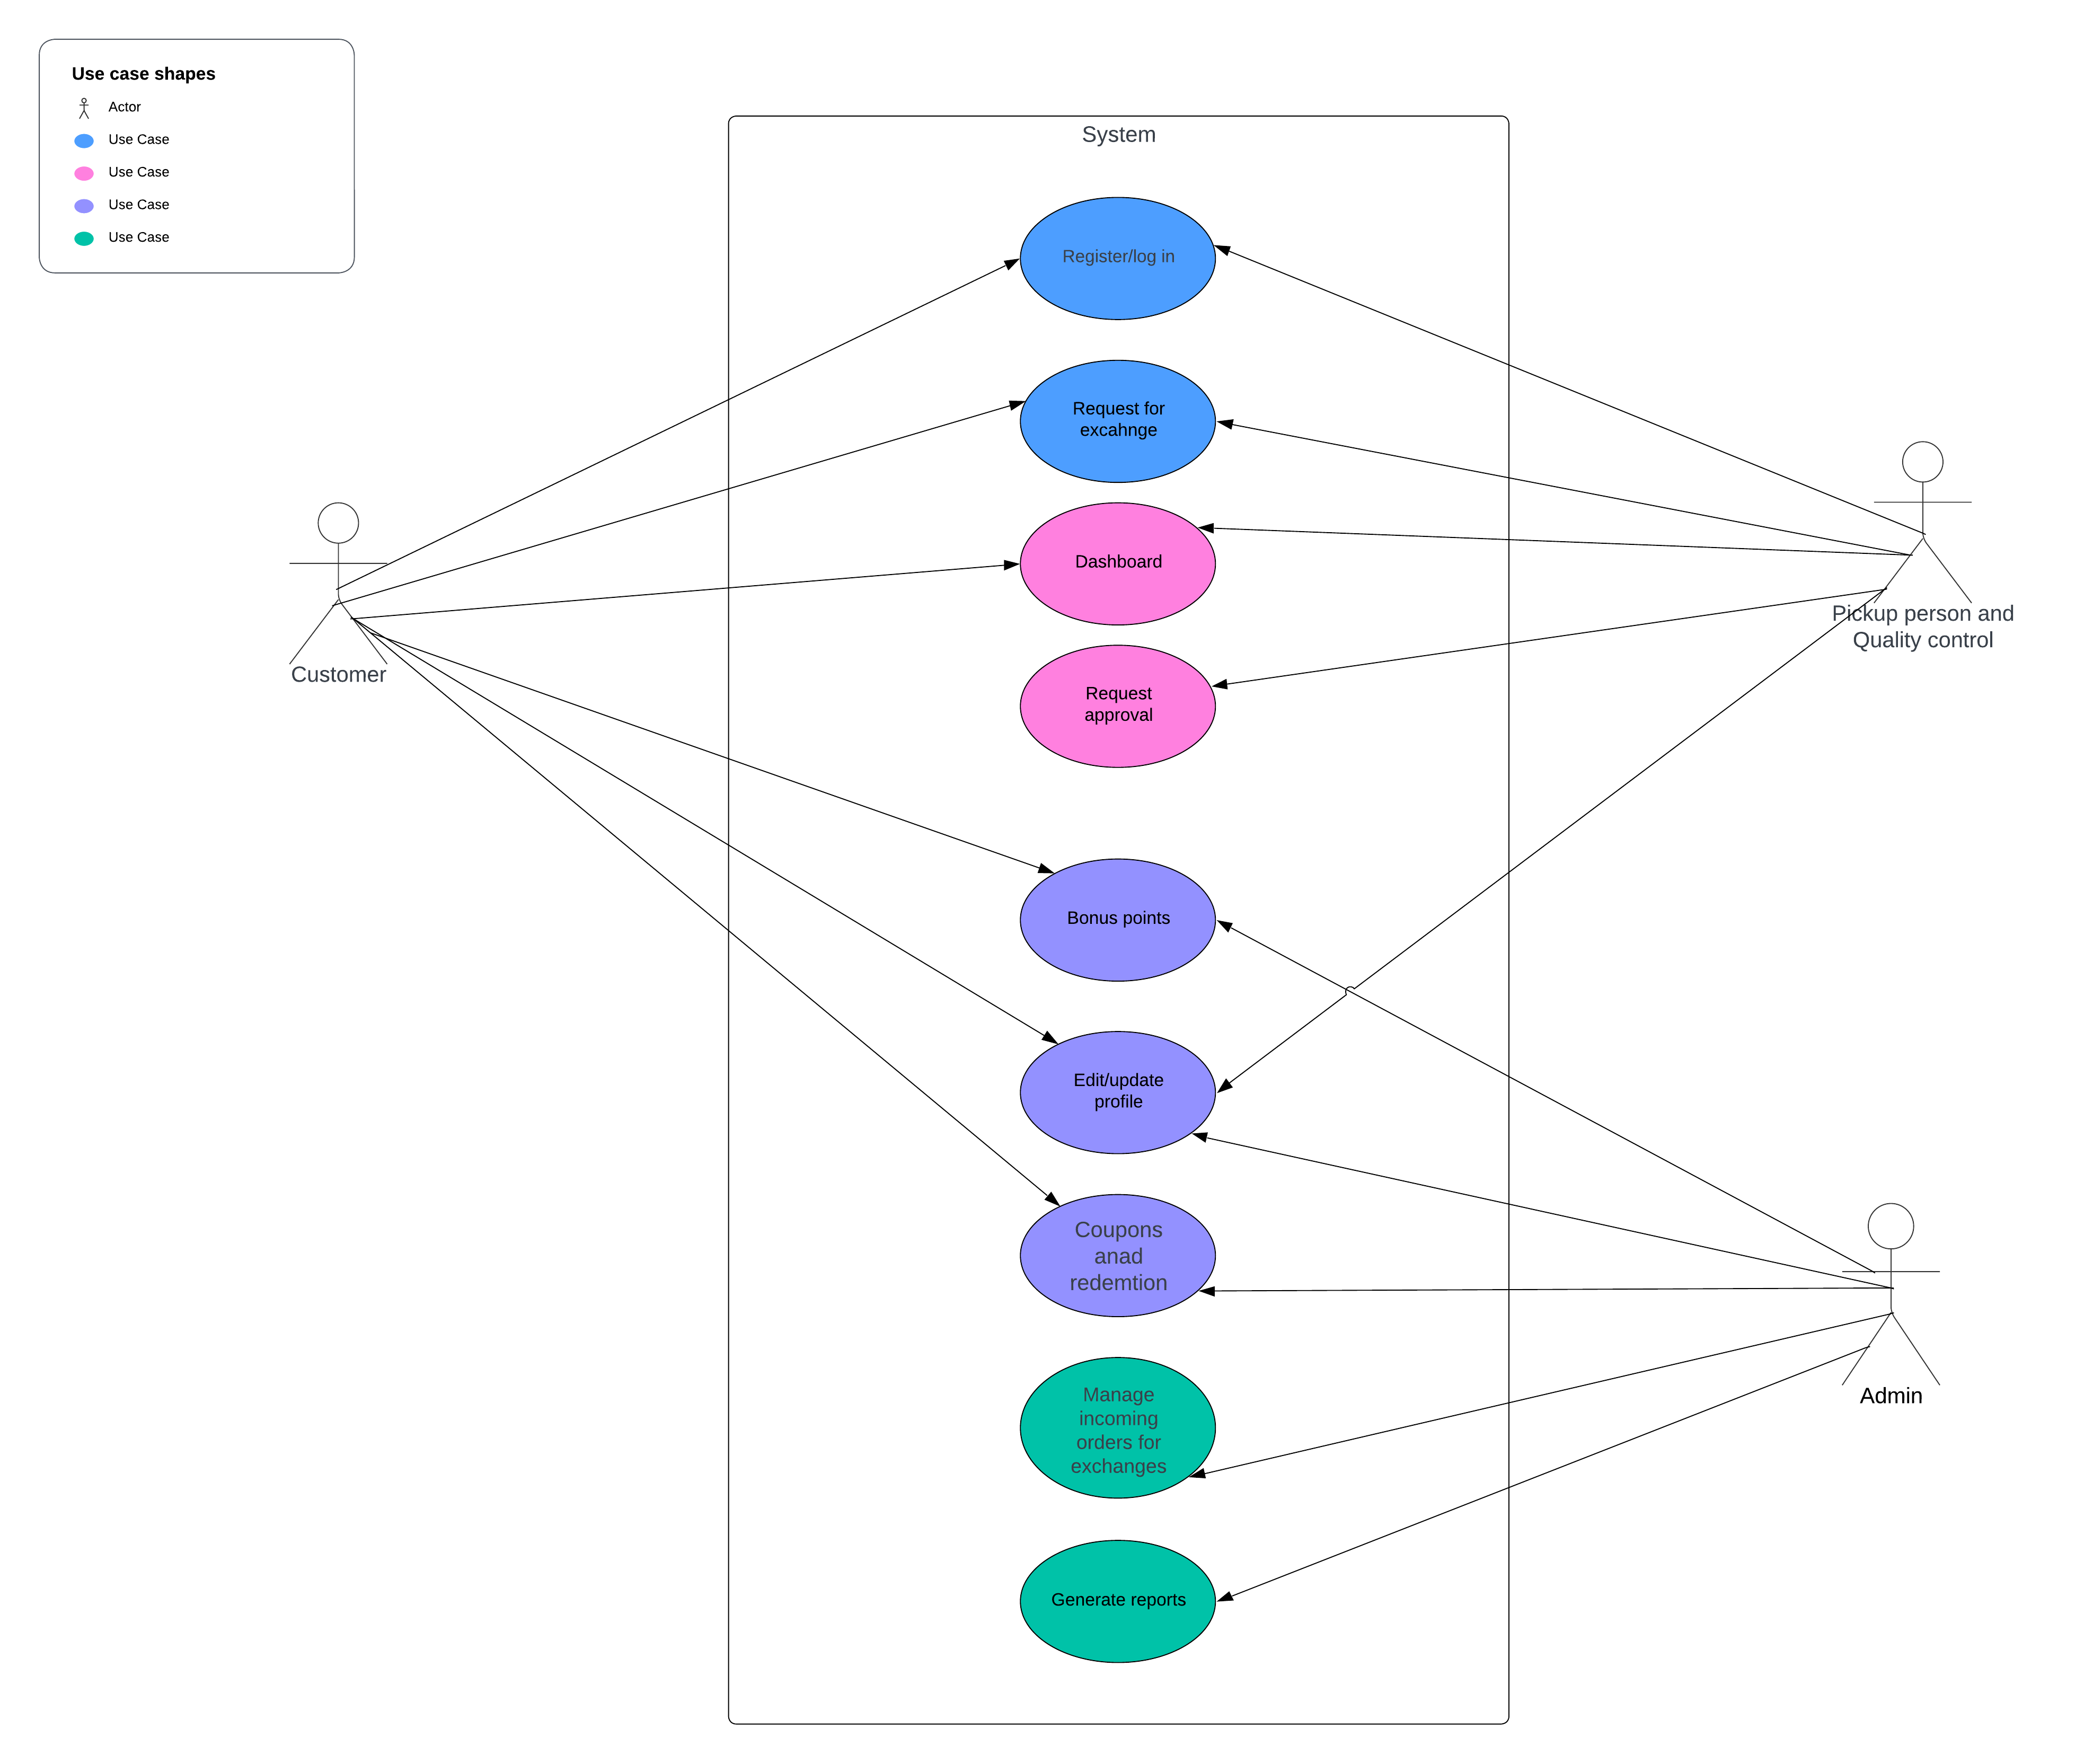 Use case shapes
Actor
Use Case
Use Case
Use Case
Use Case
System
Register/log in
Request for
excahnge
Dashboard
Request
approval
Customer
Pickup person and
Quality control
Bonus points
Edit/update
profile
Coupons
anad
redemtion
Manage
incoming
orders for
exchanges
Admin
Generate reports